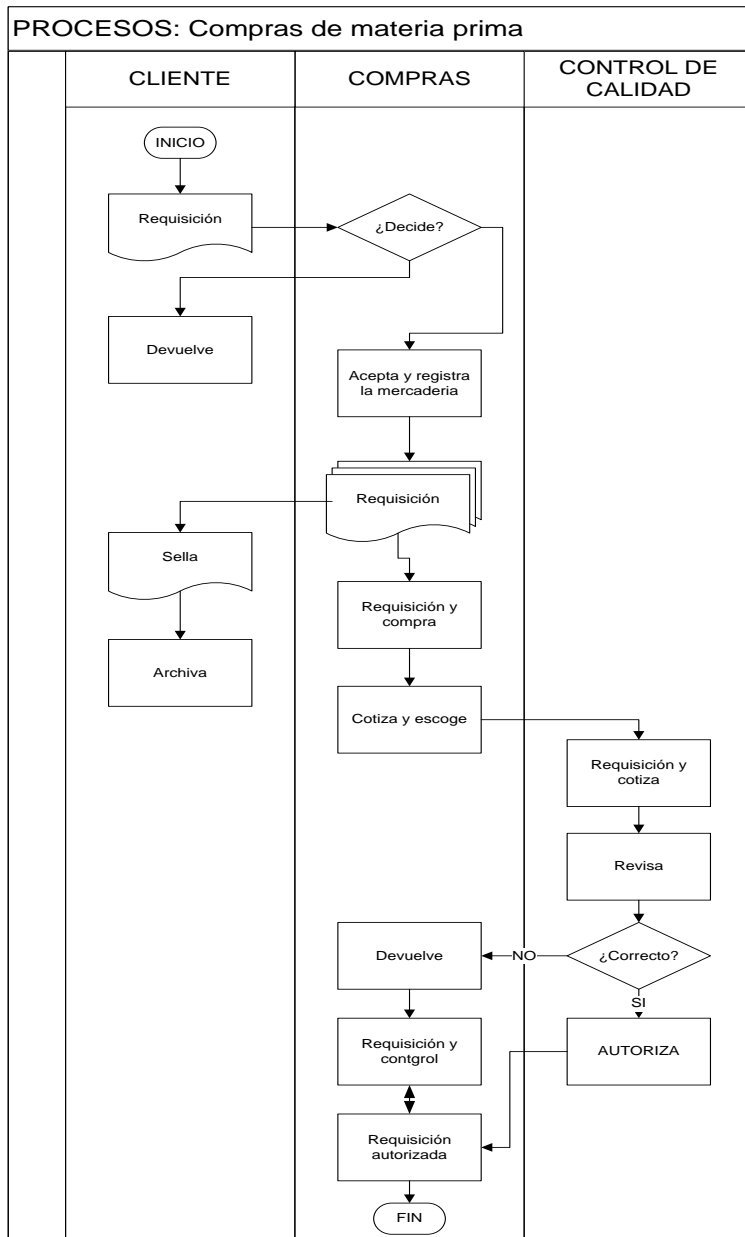 PROCESOS: Compras de materia prima
CLIENTE
COMPRAS
CONTROL DE
CALIDAD
INICIO
Requisición
¿Decide?
Devuelve
Acepta y registra
la mercaderia
Requisición
Sella
Requisición y
compra
Archiva
Cotiza y escoge
Requisición y
cotiza
Revisa
Devuelve
NO
¿Correcto?
SI
Requisición y
contgrol
AUTORIZA
Requisición
autorizada
FIN